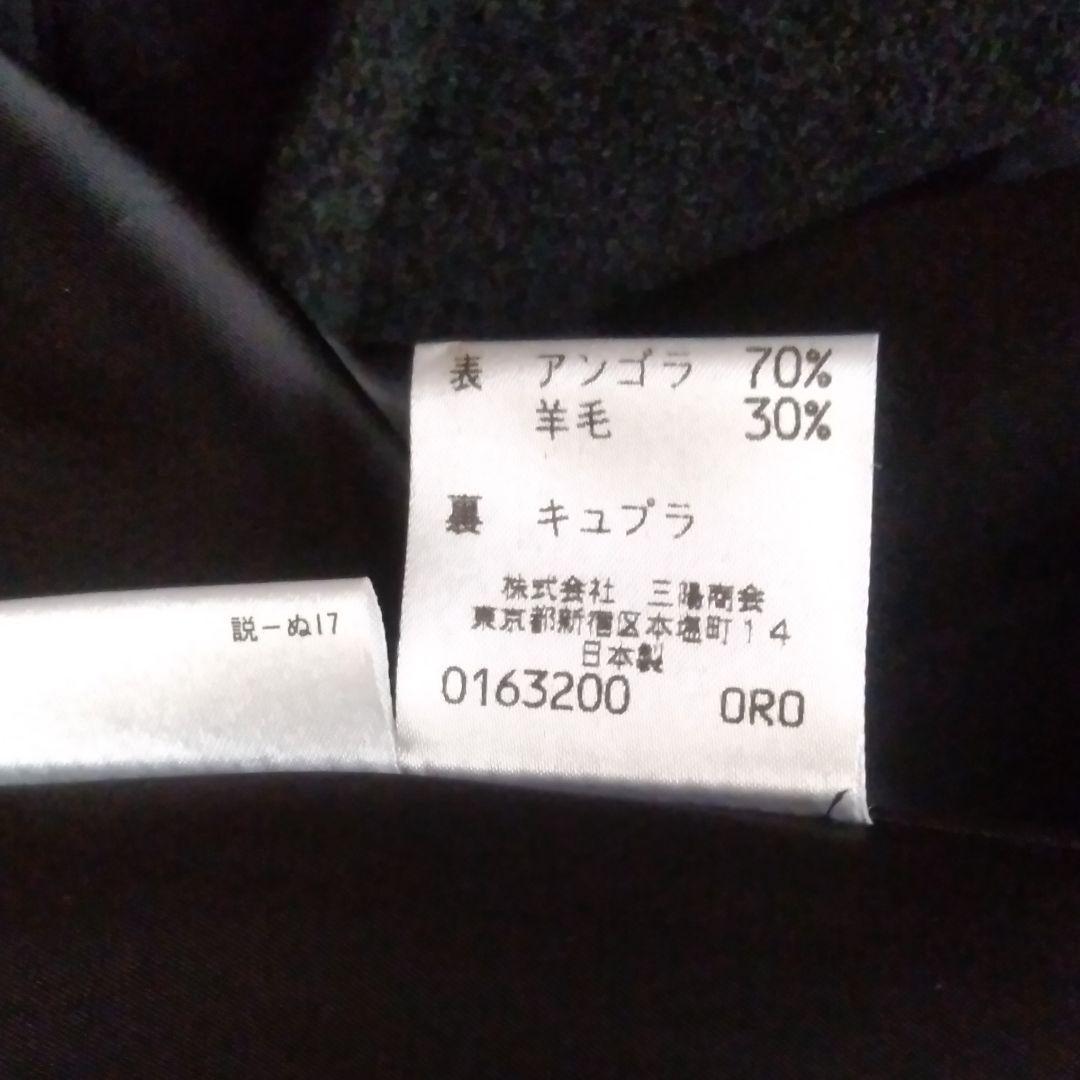 表 アンゴラ 70%
羊毛 30%
裏 キュプラ
株式会社 三陽商会
東京都新宿区本塩町14
日本製
0163200 0R0
説-ぬ17